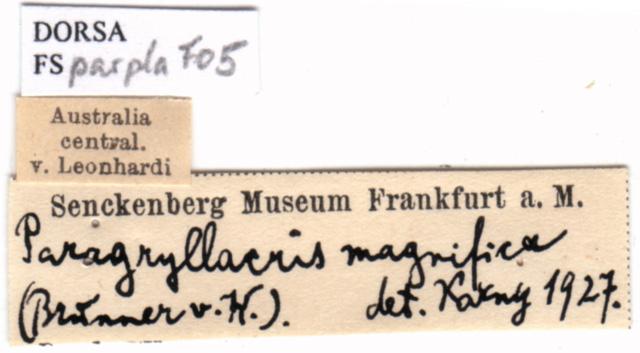 DORSA
FS parpla F05
Australia
central.
v. Leonhardi
Senckenberg Museum Frankfurt a. M.
Paragryllacris magnifica
(Brunner v. W.). det. Karny 1927.